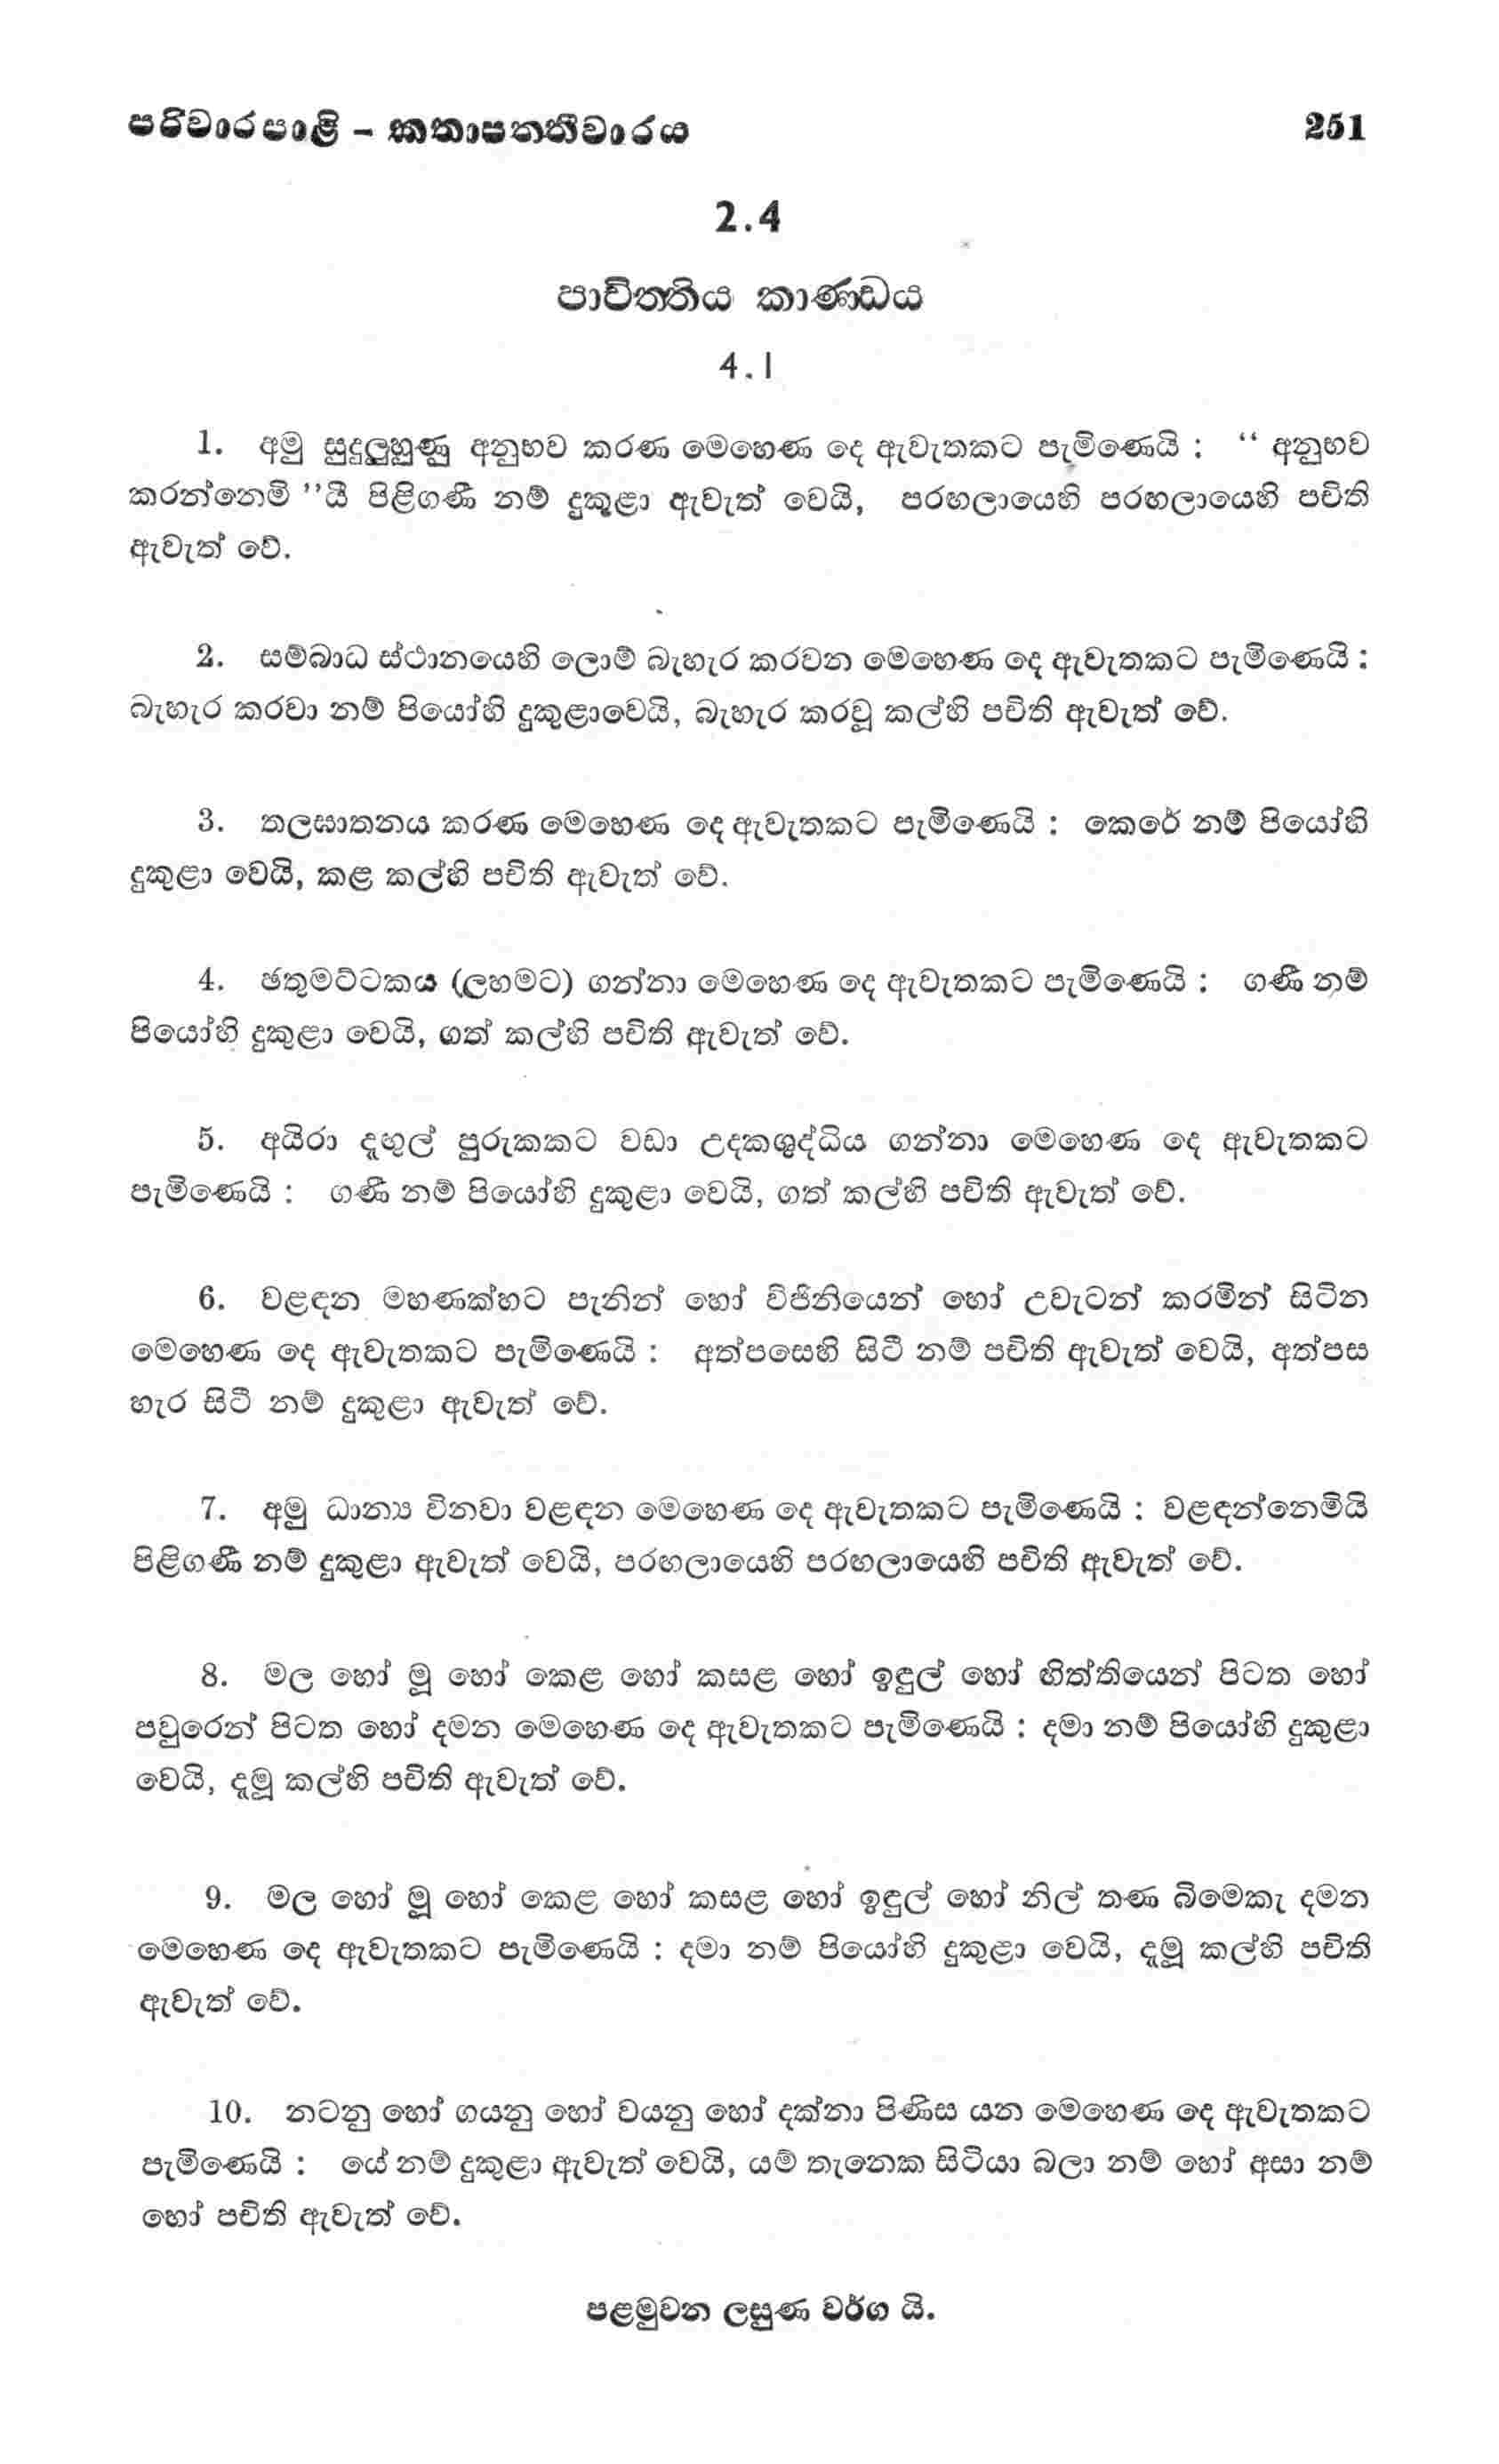 පරිවාරපාළි – කතාපත්තිවාරය 251
2.4
පාචිත්තිය කාණ්ඩය
4.1
1. අමු සුදුලුහුණු අනුභව කරණ මෙහෙණ දෙ ඇවැතකට පැමිණෙයි : “ අනුභව
කරන්නෙමි ”යී පිළිගණී නම් දුකුළා ඇවැත් වෙයි, පරඟලායෙහි පරඟලායෙහි පචිති
ඇවැත් වේ.
2. සම්බාධ ස්ථානයෙහි ලොම් බැහැර කරවන මෙහෙණ දෙ ඇවැතකට පැමිණෙයි :
බැහැර කරවා නම් පියෝහි දුකුළාවෙයි, බැහැර කරවූ කල්හි පචිති ඇවැත් වේ.
3. තලඝාතනය කරණ මෙහෙණ දෙ ඇවැතකට පැමිණෙයි : කෙරේ නම් පියෝහි
දුකුළා වෙයි, කළ කල්හි පචිති ඇවැත් වේ.
4. ජතුමට්ටකය (ලහමට) ගන්නා මෙහෙණ දෙ ඇවැතකට පැමිණෙයි : ගණී නම්
පියෝහි දුකුළා වෙයි, ගත් කල්හි පචිති ඇවැත් වේ.
5. අයිරා දැඟුල් පුරුකකට වඩා උදකශුද්ධිය ගන්නා මෙහෙණ දෙ ඇවැතකට
පැමිණෙයි : ගණී නම් පියෝහි දුකුළා වෙයි, ගත් කල්හි පචිති ඇවැත් වේ.
6. වළඳන මහණක්හට පැනින් හෝ විජිනියෙන් හෝ උවැටන් කරමින් සිටින
මෙහෙණ දෙ ඇවැතකට පැමිණෙයි : අත්පසෙහි සිටී නම් පචිති ඇවැත් වෙයි, අත්පස
හැර සිටී නම් දුකුළා ඇවැත් වේ.
7. අමු ධාන්‍ය විනවා වළඳන මෙහෙණ දෙ ඇවැතකට පැමිණෙයි : වළඳන්නෙමියි
පිළිගණී නම් දුකුළා ඇවැත් වෙයි, පරඟලායෙහි පරඟලායෙහි පචිති ඇවැත් වේ.
8. මල හෝ මූ හෝ කෙළ හෝ කසළ හෝ ඉඳුල් හෝ භිත්තියෙන් පිටත හෝ
පවුරෙන් පිටත හෝ දමන මෙහෙණ දෙ ඇවැතකට පැමිණෙයි : දමා නම් පියෝහි දුකුළා
වෙයි, දැමූ කල්හි පචිති ඇවැත් වේ.
9. මල හෝ මූ හෝ කෙළ හෝ කසළ හෝ ඉඳුල් හෝ නිල් තණ බිමෙකැ දමන
මෙහෙණ දෙ ඇවැතකට පැමිණෙයි : දමා නම් පියෝහි දුකුළා වෙයි, දැමූ කල්හි පචිති
ඇවැත් වේ.
10. නටනු හෝ ගයනු හෝ වයනු හෝ දක්නා පිණිස යන මෙහෙණ දෙ ඇවැතකට
පැමිණෙයි : යේ නම් දුකුළා ඇවැත් වෙයි, යම් තැනෙක සිටියා බලා නම් හෝ අසා නම්
හෝ පචිති ඇවැත් වේ.
පළමුවන ලසුණ වර්ග යි.